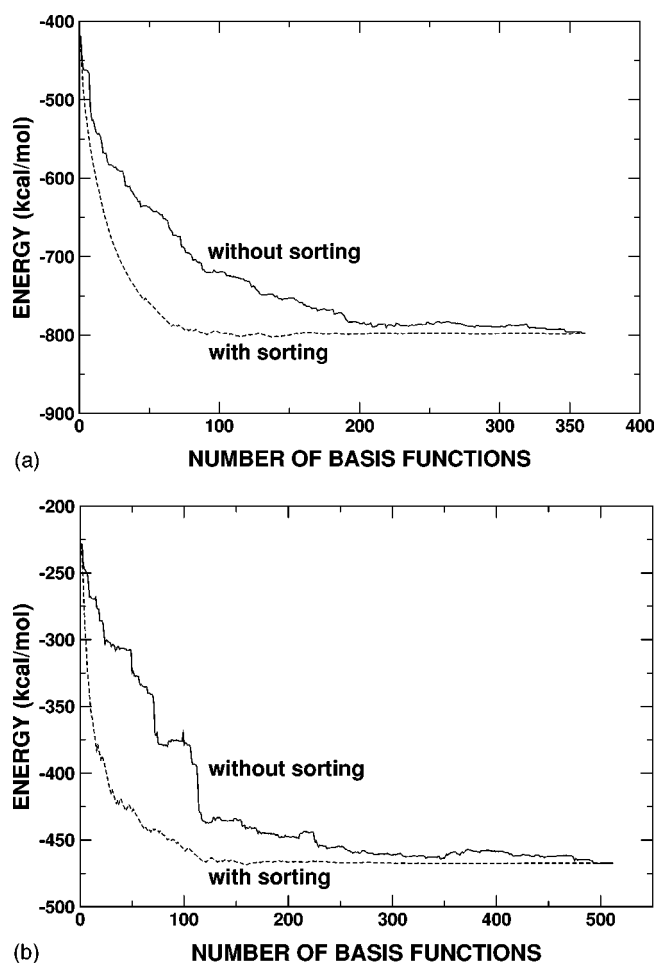 -400
-500
-600
-700
-800
-900
ENERGY (kcal/mol)
without sorting
with sorting
0 100 200 300 400
(a) NUMBER OF BASIS FUNCTIONS
-200
-250
-300
-350
-400
-450
-500
ENERGY (kcal/mol)
without sorting
with sorting
0 100 200 300 400 500
(b) NUMBER OF BASIS FUNCTIONS